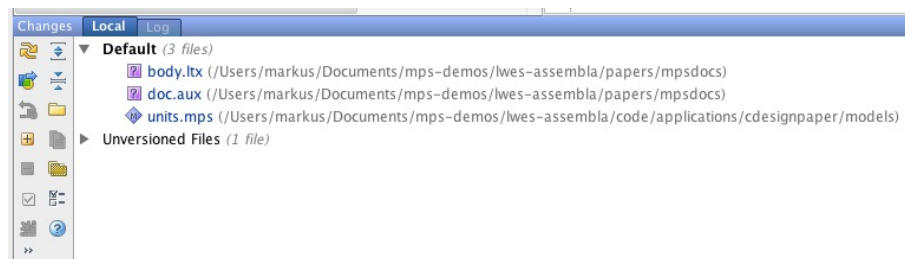 Changes Local Log
Default (3 files)
body.ltx (/Users/markus/Documents/mps-demos/lwes-assembla/papers/mpsdocs)
doc.aux (/Users/markus/Documents/mps-demos/lwes-assembla/papers/mpsdocs)
units.mps (/Users/markus/Documents/mps-demos/lwes-assembla/code/applications/cdesignpaper/models)
Unversioned Files (1 file)